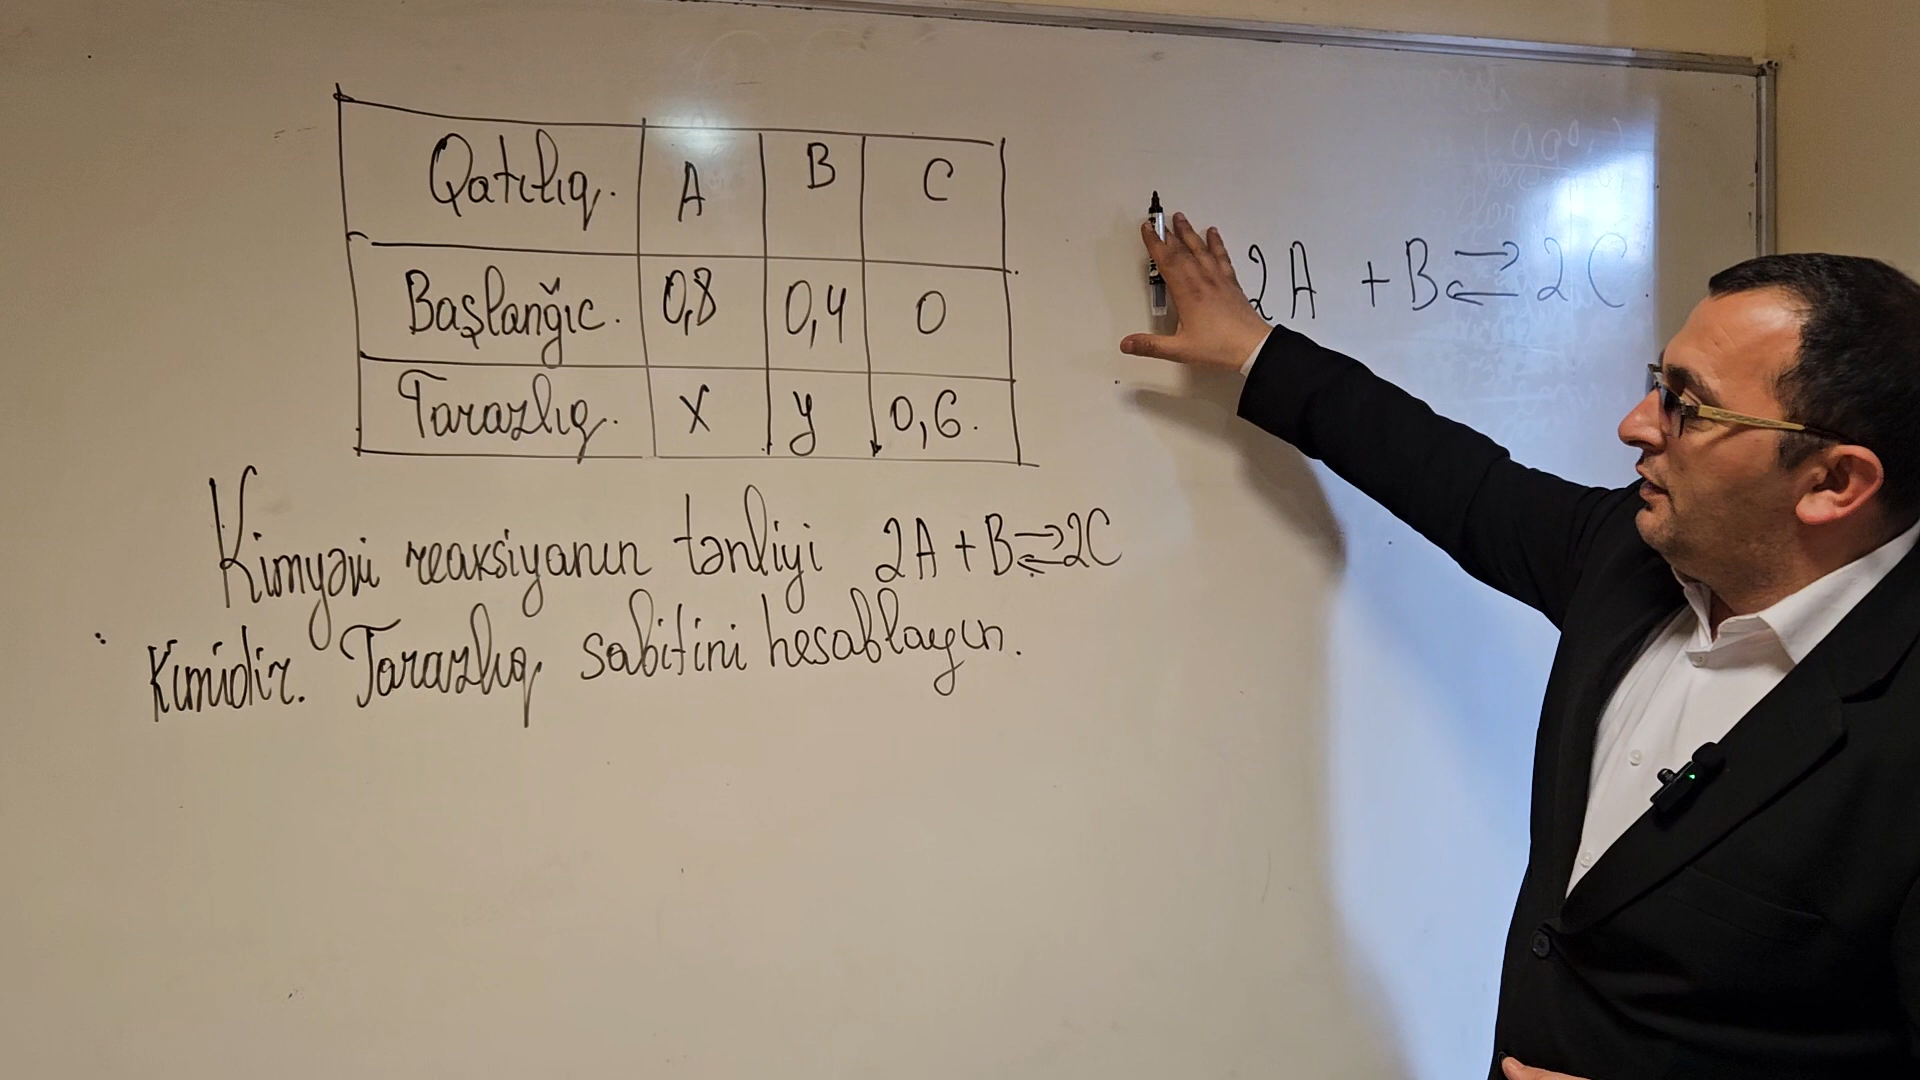 Qatılıq. A B C
Başlanğıc. 0,8 0,4 0
Tarazlıq. X y 0,6.
2A + B ⇄ 2C.
Kimyəvi reaksiyanın tənliyi 2A + B ⇄ 2C
Kimidir. Tarazlıq sabitini hesablayın.